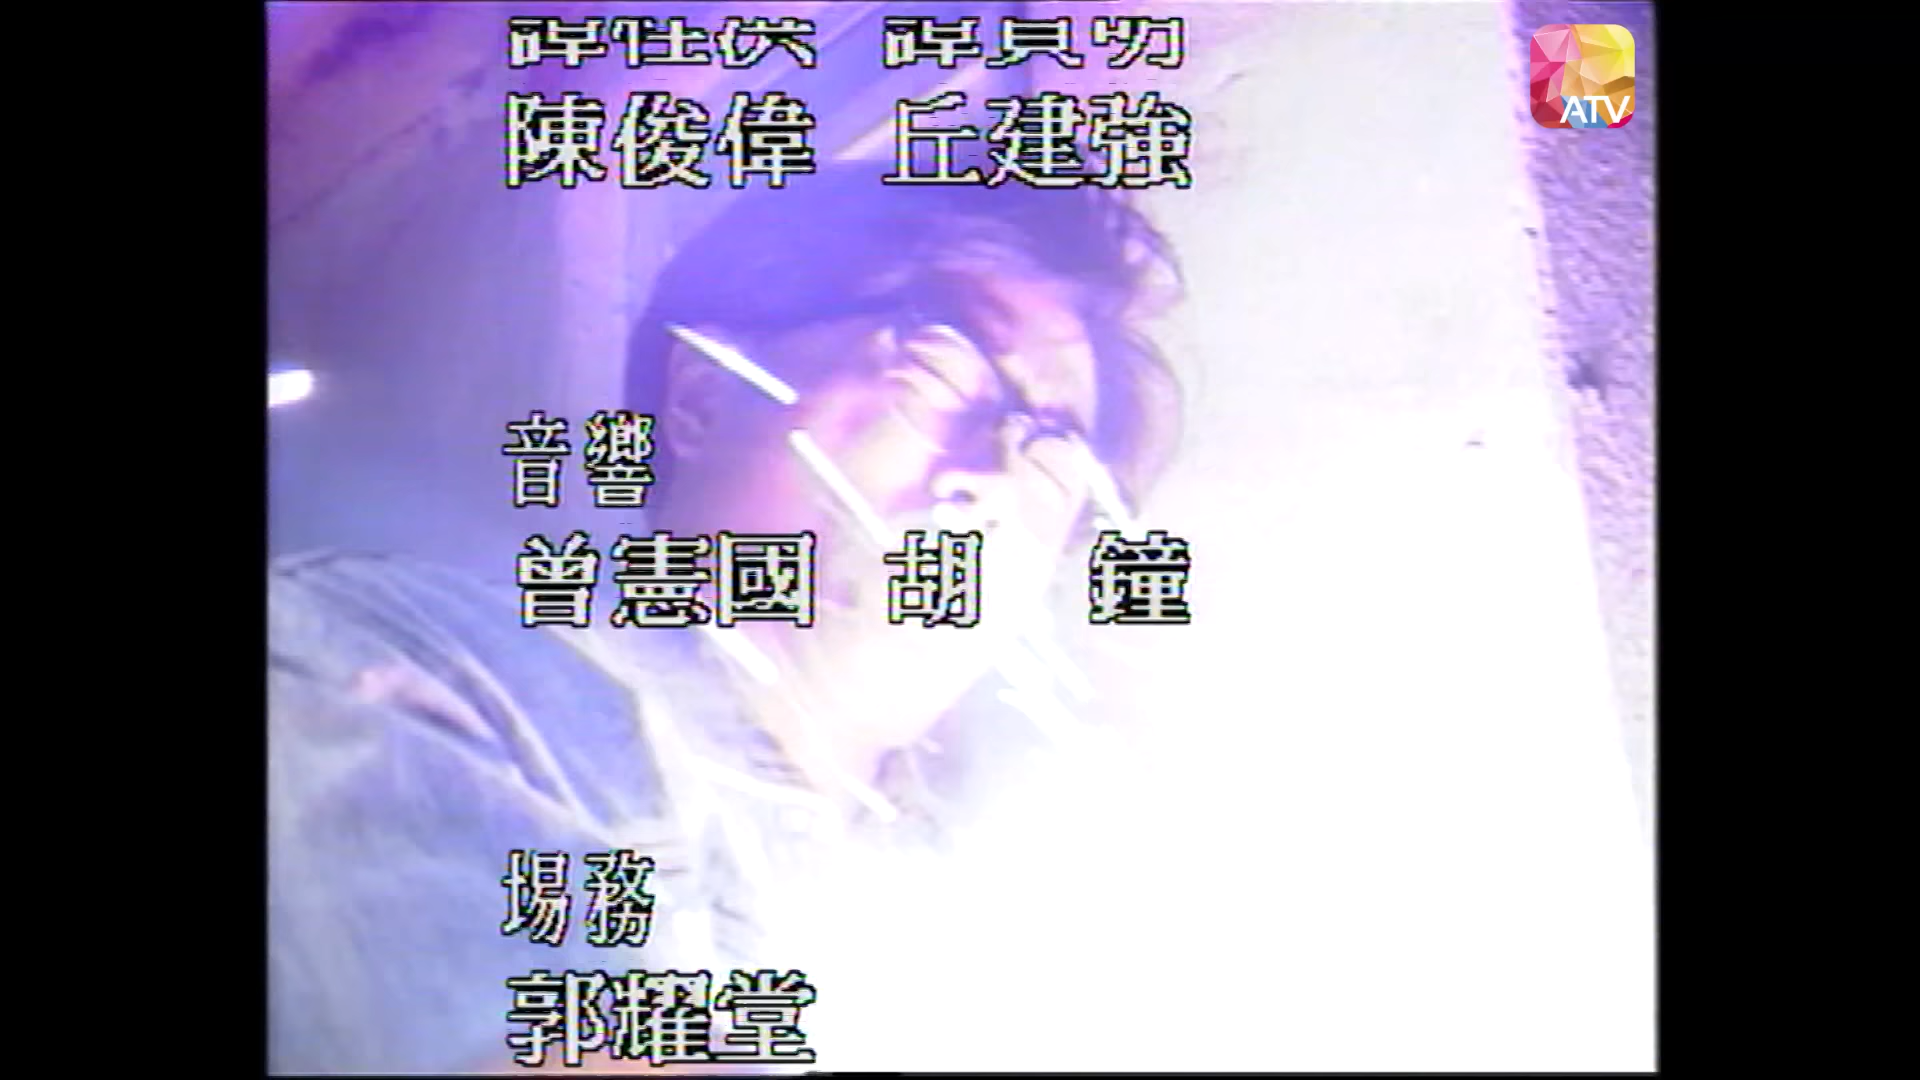 陳俊偉 丘建強
音響
曾憲國 胡 鐘
場務
郭耀堂
ATV